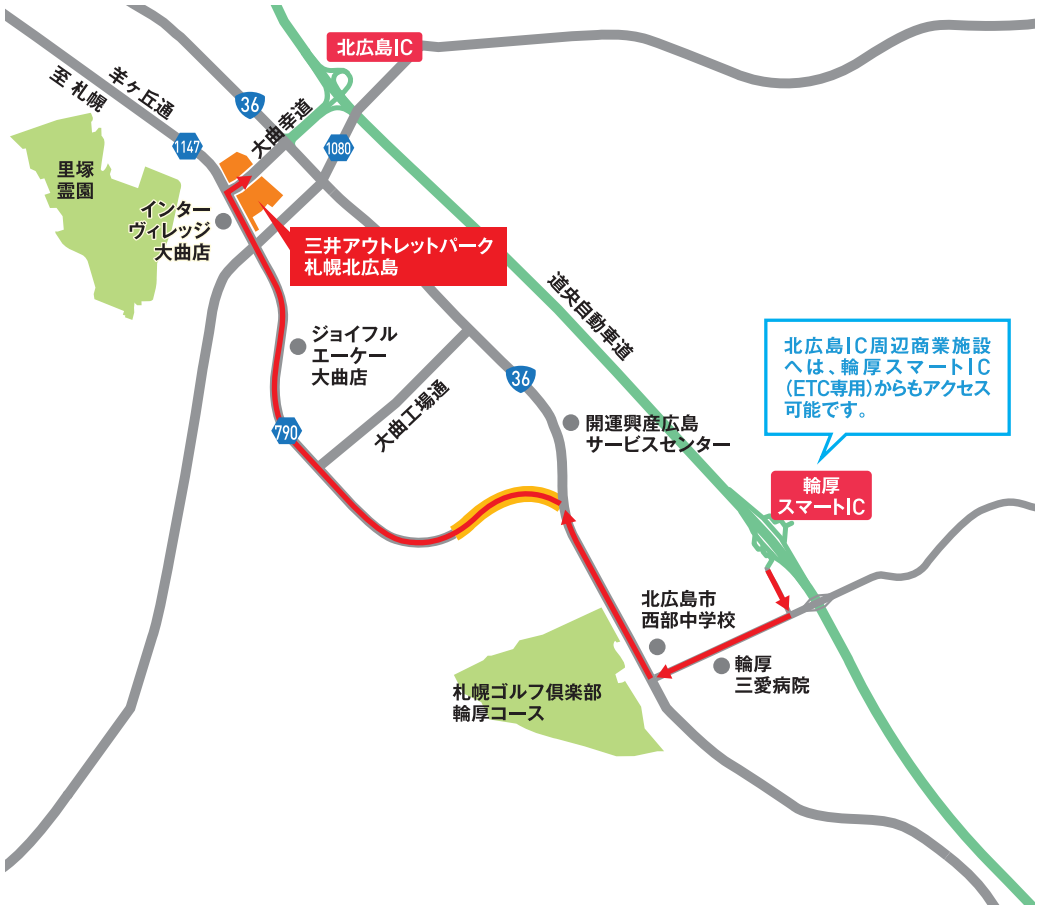 北広島IC
至 札幌
羊ヶ丘通
36
大曲幸道
1147
1080
里塚
霊園
インター
ヴィレッジ
大曲店
三井アウトレットパーク
札幌北広島
道央自動車道
ジョイフル
エーケー
大曲店
北広島IC周辺商業施設
へは、輪厚スマートIC
(ETC専用)からもアクセス
可能です。
36
大曲工場通
790
開運興産広島
サービスセンター
輪厚
スマートIC
北広島市
西部中学校
輪厚
三愛病院
札幌ゴルフ倶楽部
輪厚コース